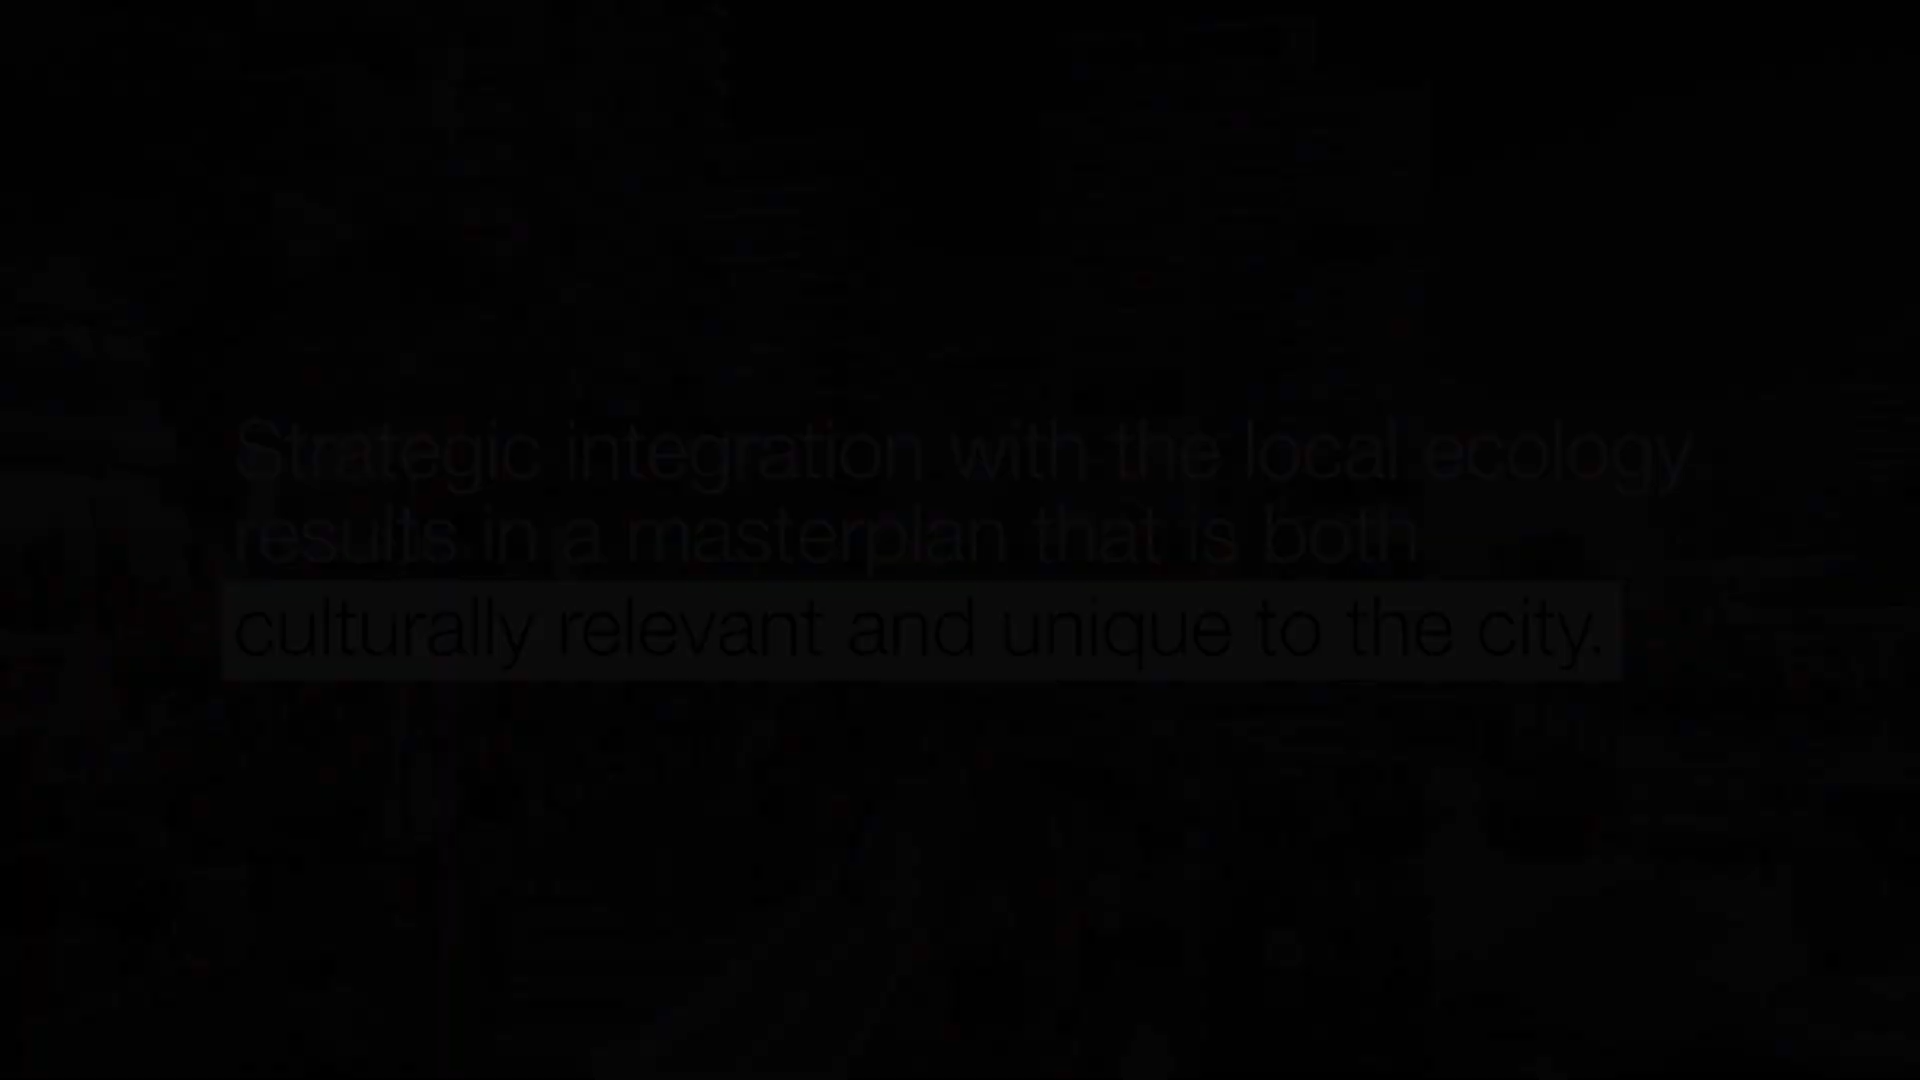 Strategic integration with the local ecology
results in a masterplan that is both
culturally relevant and unique to the city.